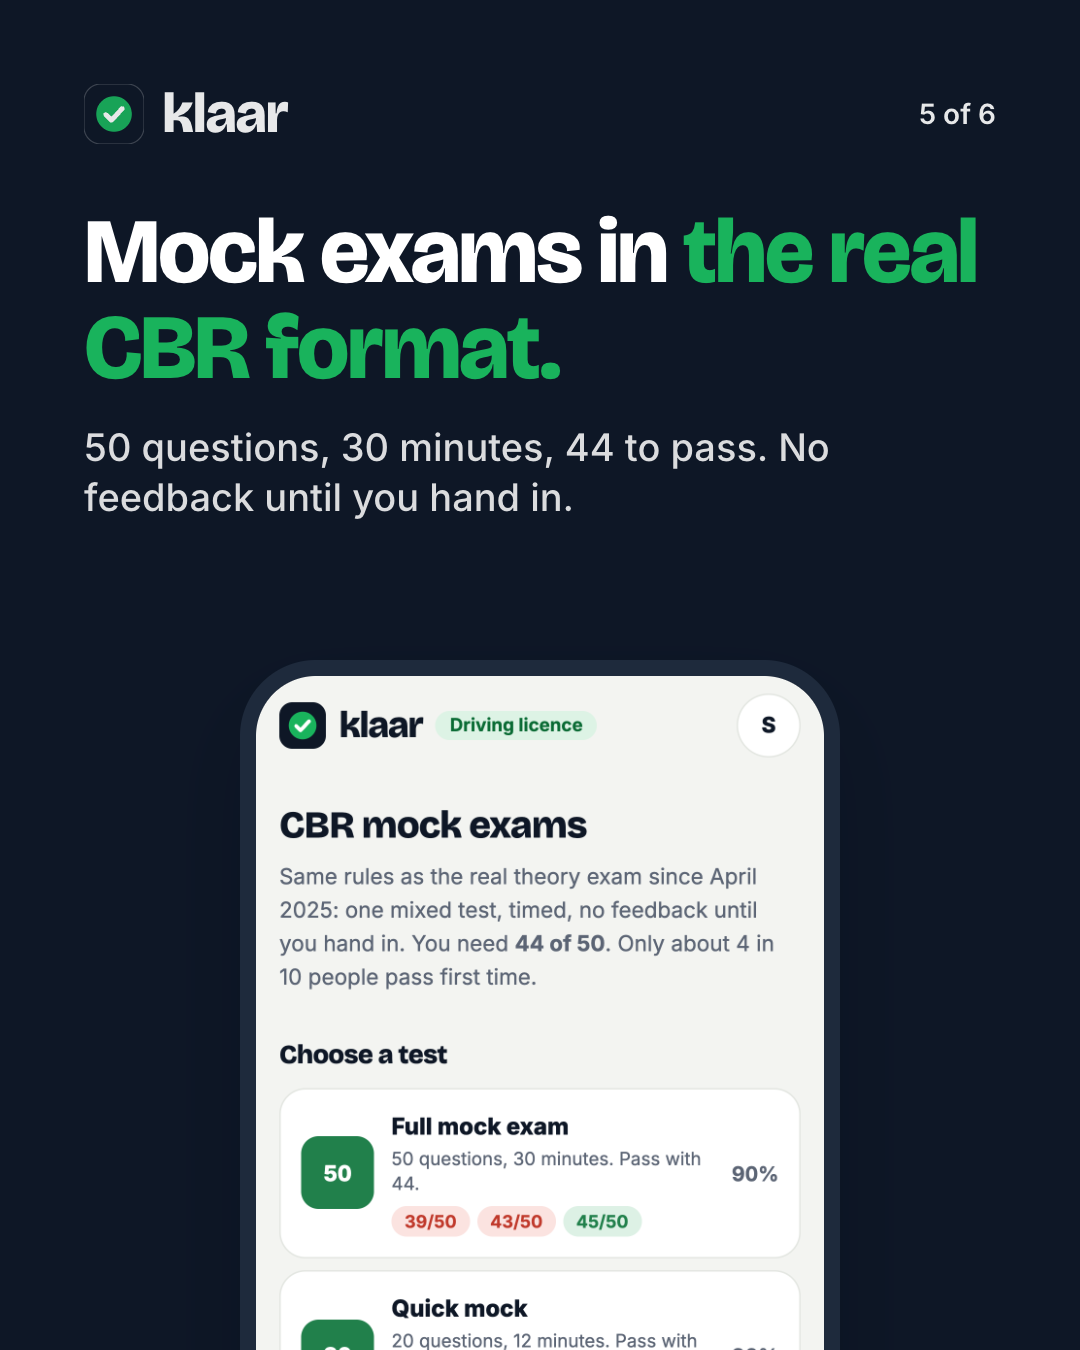 klaar
5 of 6
Mock exams in the real
CBR format.
50 questions, 30 minutes, 44 to pass. No
feedback until you hand in.
klaar
Driving licence
S
CBR mock exams
Same rules as the real theory exam since April
2025: one mixed test, timed, no feedback until
you hand in. You need 44 of 50. Only about 4 in
10 people pass first time.
Choose a test
Full mock exam
50
50 questions, 30 minutes. Pass with
44.
90%
39/50 43/50 45/50
Quick mock
20 questions, 12 minutes. Pass with